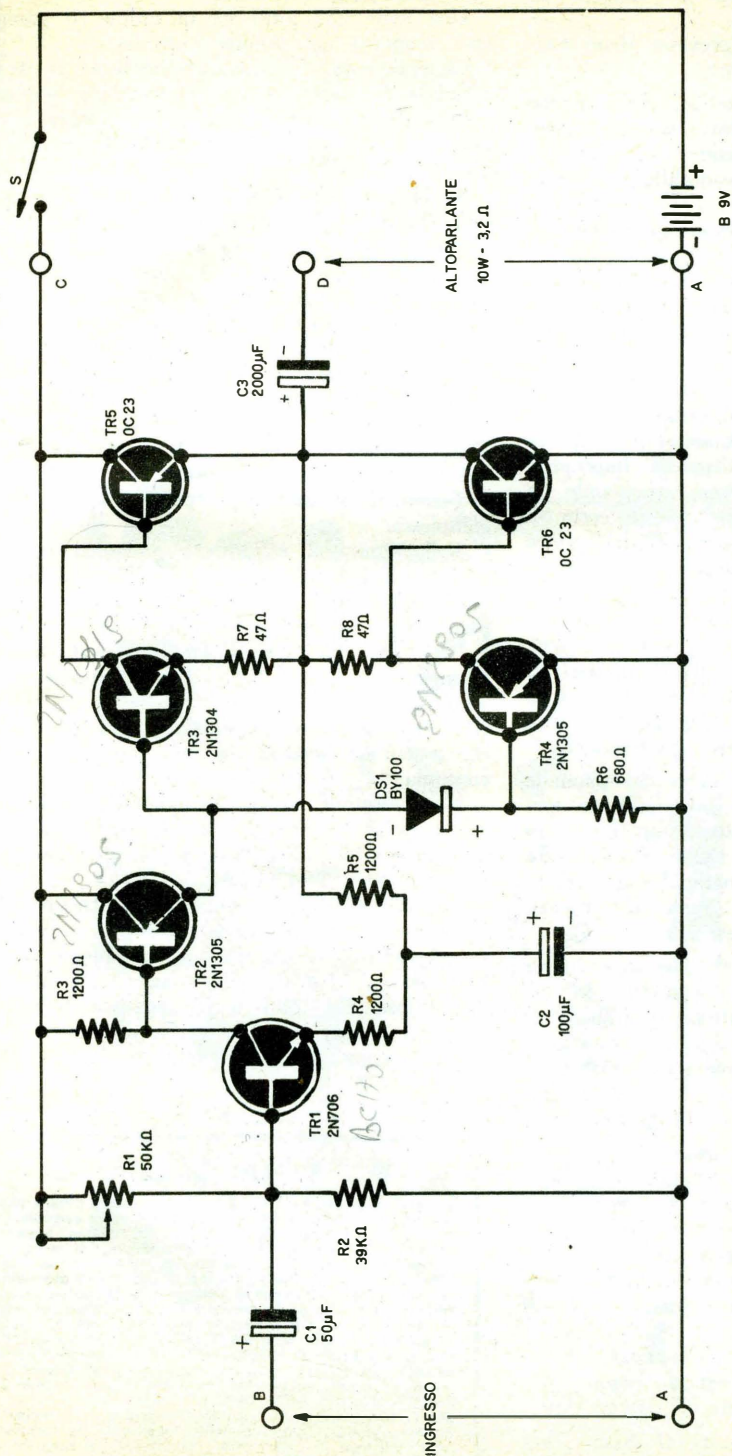 INGRESSO
B
A
+
C1
50µF
R1
50KΩ
R2
39KΩ
TR1
2N706
R3
1200Ω
TR2
2N1305
2N2905
R4
1200Ω
R5
1200Ω
C2
100µF
+
-
DS1
BY100
-
+
TR3
2N1304
TR4
2N1305
R6
680Ω
R7
47Ω
R8
47Ω
TR5
OC 23
TR6
OC 23
C3
2000µF
+
-
S
C
D
A
ALTOPARLANTE
10W - 3,2 Ω
-
+
B 9V